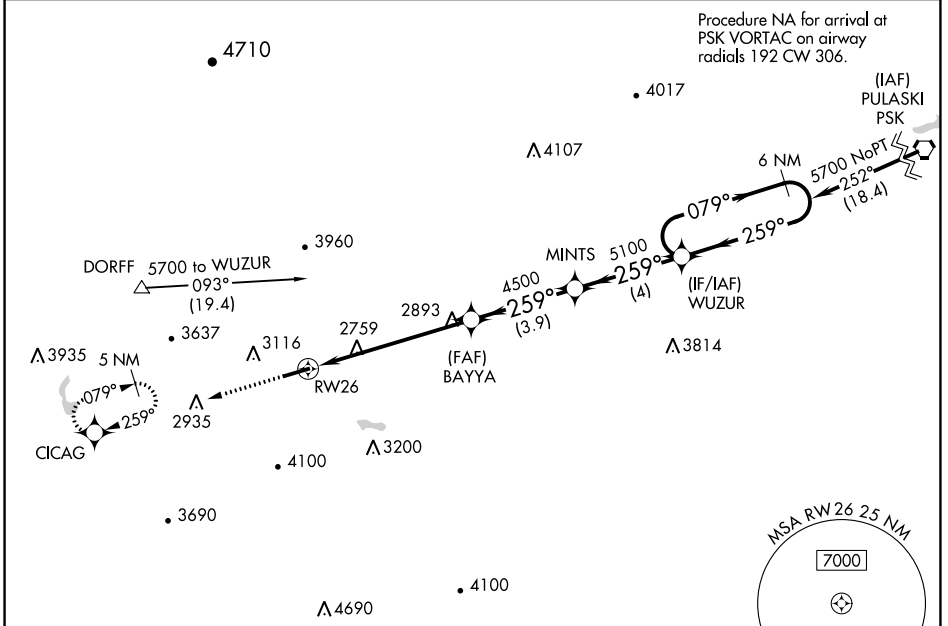 Procedure NA for arrival at
PSK VORTAC on airway
radials 192 CW 306.
4710
4017
(IAF)
PULASKI
PSK
4107
6 NM
5700 NoPT
252°
(18.4)
079°
259°
3960
MINTS
5100
259°
(4)
(IF/IAF)
WUZUR
DORFF
5700 to WUZUR
093°
(19.4)
4500
259°
(3.9)
2893
(FAF)
BAYYA
3637
3116
2759
3814
3935
5 NM
RW26
079°
259°
2935
CICAG
3200
4100
3690
MSA RW 26 25 NM
7000
4100
4690